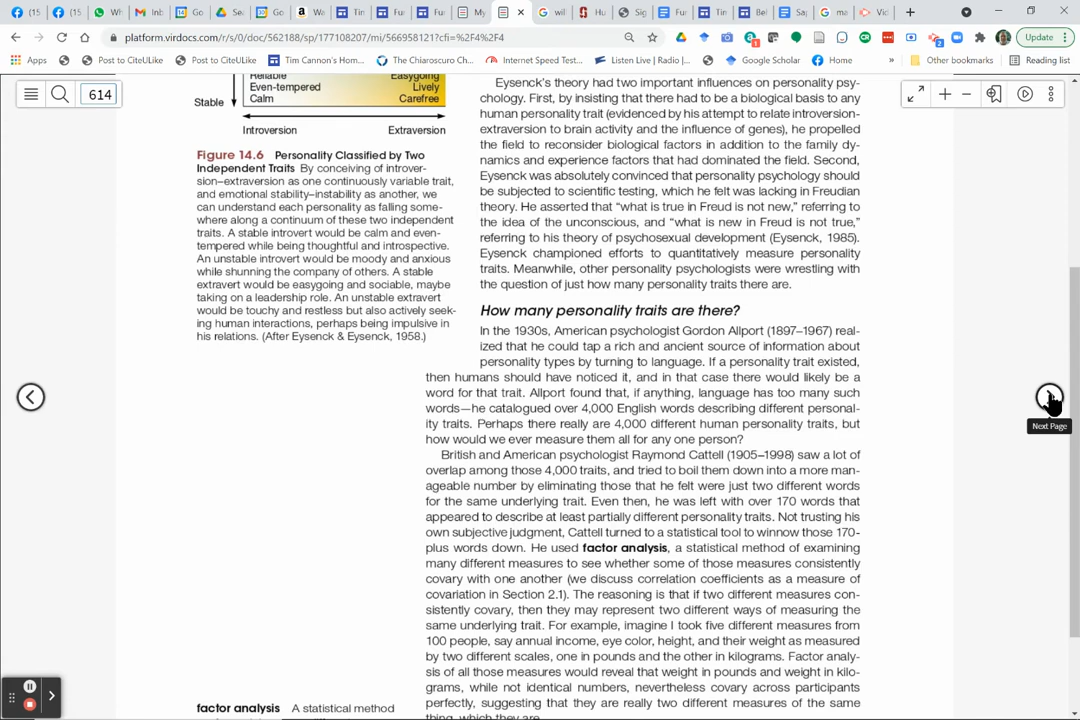 (15
(15
Wh
Inb
Go
Sea
Go
Wa
Tin
Fun
Fun
My
wil
Hu
Sig
Fun
Tin
Bel
Say
ma
Vid
platform.virdocs.com/r/s/0/doc/562188/sp/177108207/mi/566958121?cfi=%2F4%2F4
Update
Apps
Post to CiteULike
Post to CiteULike
Tim Cannon's Hom...
The Chiaroscuro Ch...
Internet Speed Test...
Listen Live | Radio |...
Google Scholar
Home
»
Other bookmarks
Reading list
614
Stable
Reliable
Even-tempered
Calm
Easygoing
Lively
Carefree
Introversion
Extraversion
Figure 14.6 Personality Classified by Two
Independent Traits By conceiving of introver-
sion–extraversion as one continuously variable trait,
and emotional stability–instability as another, we
can understand each personality as falling some-
where along a continuum of these two independent
traits. A stable introvert would be calm and even-
tempered while being thoughtful and introspective.
An unstable introvert would be moody and anxious
while shunning the company of others. A stable
extravert would be easygoing and sociable, maybe
taking on a leadership role. An unstable extravert
would be touchy and restless but also actively seek-
ing human interactions, perhaps being impulsive in
his relations. (After Eysenck & Eysenck, 1958.)
Eysenck's theory had two important influences on personality psy-
chology. First, by insisting that there had to be a biological basis to any
human personality trait (evidenced by his attempt to relate introversion-
extraversion to brain activity and the influence of genes), he propelled
the field to reconsider biological factors in addition to the family dy-
namics and experience factors that had dominated the field. Second,
Eysenck was absolutely convinced that personality psychology should
be subjected to scientific testing, which he felt was lacking in Freudian
theory. He asserted that “what is true in Freud is not new,” referring to
the idea of the unconscious, and “what is new in Freud is not true,”
referring to his theory of psychosexual development (Eysenck, 1985).
Eysenck championed efforts to quantitatively measure personality
traits. Meanwhile, other personality psychologists were wrestling with
the question of just how many personality traits there are.
How many personality traits are there?
In the 1930s, American psychologist Gordon Allport (1897–1967) real-
ized that he could tap a rich and ancient source of information about
personality types by turning to language. If a personality trait existed,
then humans should have noticed it, and in that case there would likely be a
word for that trait. Allport found that, if anything, language has too many such
words—he catalogued over 4,000 English words describing different personal-
ity traits. Perhaps there really are 4,000 different human personality traits, but
how would we ever measure them all for any one person?
British and American psychologist Raymond Cattell (1905–1998) saw a lot of
overlap among those 4,000 traits, and tried to boil them down into a more man-
ageable number by eliminating those that he felt were just two different words
for the same underlying trait. Even then, he was left with over 170 words that
appeared to describe at least partially different personality traits. Not trusting his
own subjective judgment, Cattell turned to a statistical tool to winnow those 170-
plus words down. He used factor analysis, a statistical method of examining
many different measures to see whether some of those measures consistently
covary with one another (we discuss correlation coefficients as a measure of
covariation in Section 2.1). The reasoning is that if two different measures con-
sistently covary, then they may represent two different ways of measuring the
same underlying trait. For example, imagine I took five different measures from
100 people, say annual income, eye color, height, and their weight as measured
by two different scales, one in pounds and the other in kilograms. Factor analy-
sis of all those measures would reveal that weight in pounds and weight in kilo-
grams, while not identical numbers, nevertheless covary across participants
perfectly, suggesting that they are really two different measures of the same
thing, which they are.
Next Page
factor analysis A statistical method